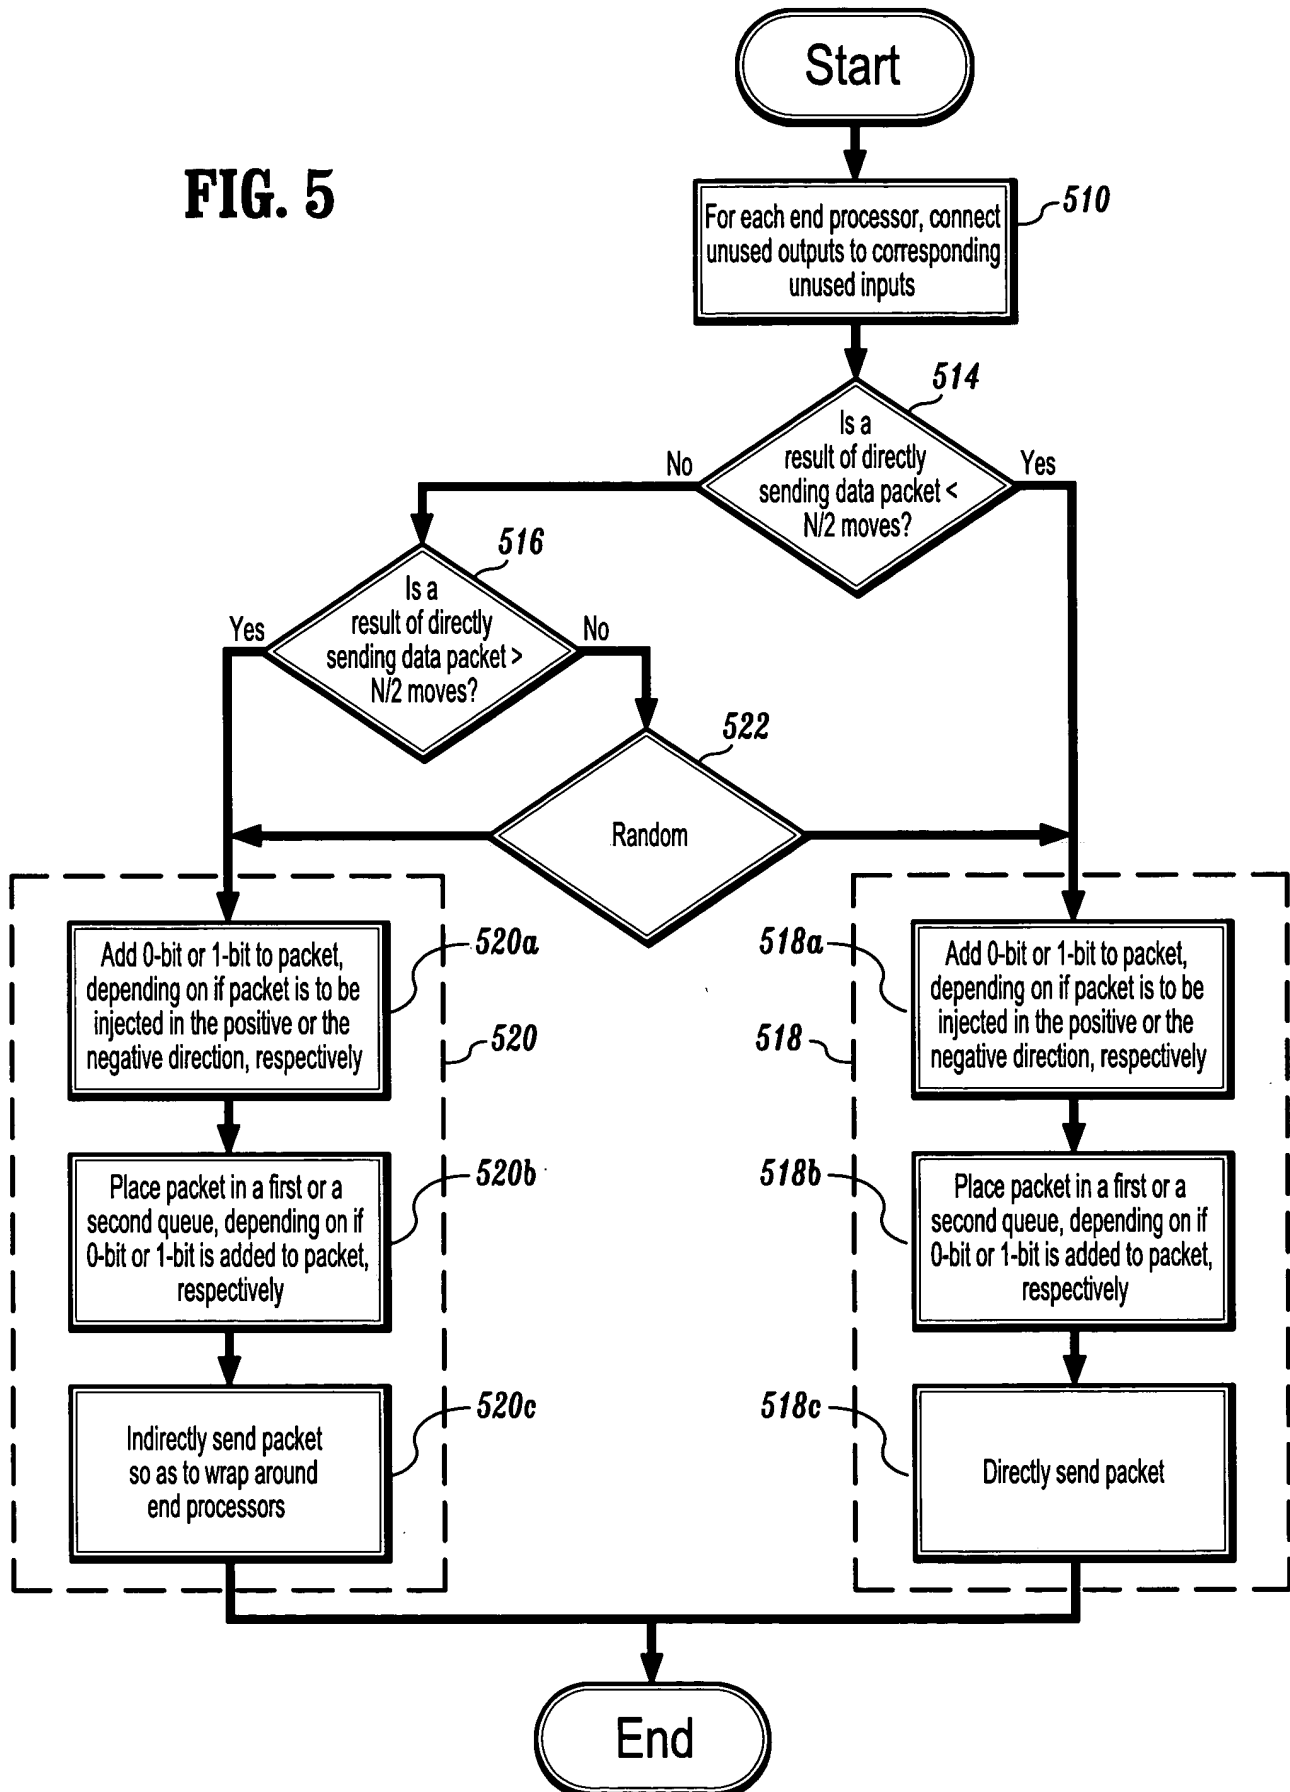 Start
FIG. 5
510
For each end processor, connect
unused outputs to corresponding
unused inputs
514
Is a
result of directly
sending data packet <
N/2 moves?
No
Yes
516
Is a
result of directly
sending data packet >
N/2 moves?
Yes
No
522
Random
Add 0-bit or 1-bit to packet,
depending on if packet is to be
injected in the positive or the
negative direction, respectively
520a
520
518a
518
Add 0-bit or 1-bit to packet,
depending on if packet is to be
injected in the positive or the
negative direction, respectively
Place packet in a first or a
second queue, depending on if
0-bit or 1-bit is added to packet,
respectively
520b
518b
Place packet in a first or a
second queue, depending on if
0-bit or 1-bit is added to packet,
respectively
Indirectly send packet
so as to wrap around
end processors
520c
518c
Directly send packet
End